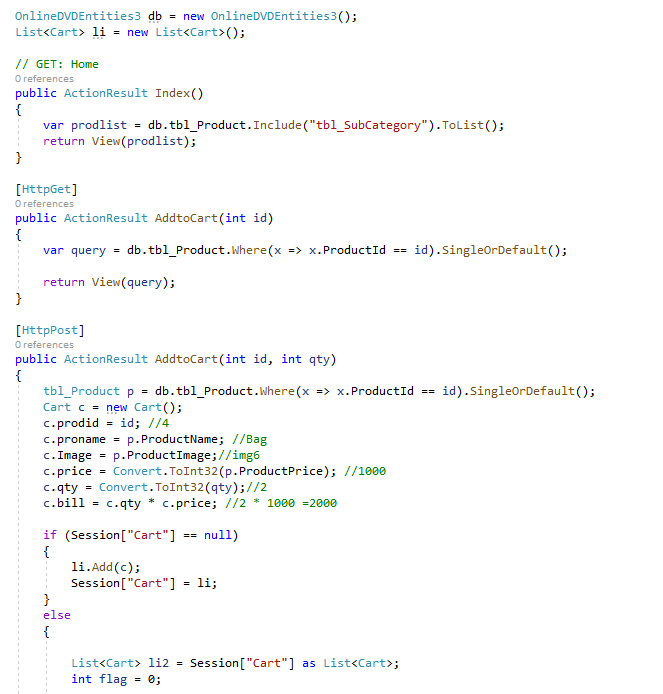 OnlineDVDEntities3 db = new OnlineDVDEntities3();
List<Cart> li = new List<Cart>();
// GET: Home
0 references
public ActionResult Index()
{
var prodlist = db.tbl_Product.Include("tbl_SubCategory").ToList();
return View(prodlist);
}
[HttpGet]
0 references
public ActionResult AddtoCart(int id)
{
var query = db.tbl_Product.Where(x => x.ProductId == id).SingleOrDefault();
return View(query);
}
[HttpPost]
0 references
public ActionResult AddtoCart(int id, int qty)
{
tbl_Product p = db.tbl_Product.Where(x => x.ProductId == id).SingleOrDefault();
Cart c = new Cart();
c.prodid = id; //4
c.proname = p.ProductName; //Bag
c.Image = p.ProductImage;//img6
c.price = Convert.ToInt32(p.ProductPrice); //1000
c.qty = Convert.ToInt32(qty);//2
c.bill = c.qty * c.price; //2 * 1000 =2000
if (Session["Cart"] == null)
{
li.Add(c);
Session["Cart"] = li;
}
else
{
List<Cart> li2 = Session["Cart"] as List<Cart>;
int flag = 0;